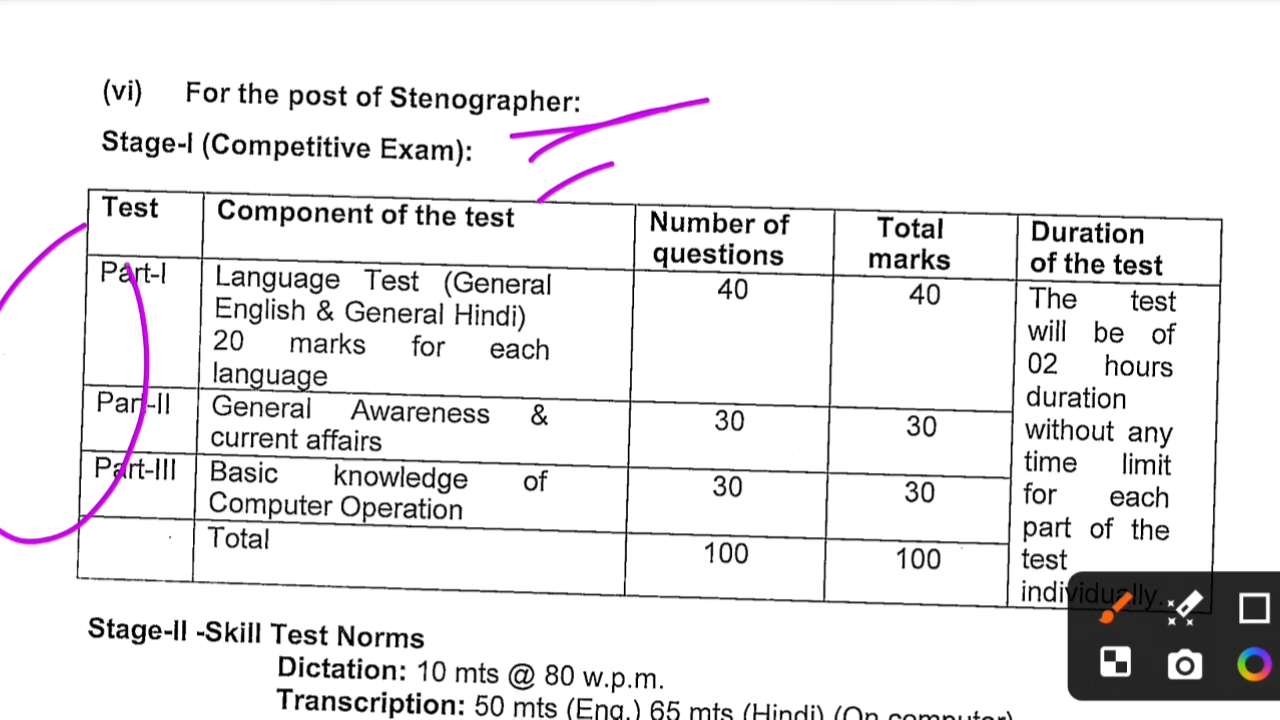 (vi) For the post of Stenographer:
Stage-I (Competitive Exam):
Test Component of the test Number of questions Total marks Duration of the test
Part-I
Language Test (General
English & General Hindi)
20 marks for each
language
40
40
Part-II
General Awareness &
current affairs
30
30
Part-III
Basic knowledge of
Computer Operation
30
30
Total
100
100
The test
will be of
02 hours
duration
without any
time limit
for each
part of the
test
individually.
Stage-II -Skill Test Norms
Dictation: 10 mts @ 80 w.p.m.
Transcription: 50 mts (Eng.) 65 mts (Hindi) (On computer)